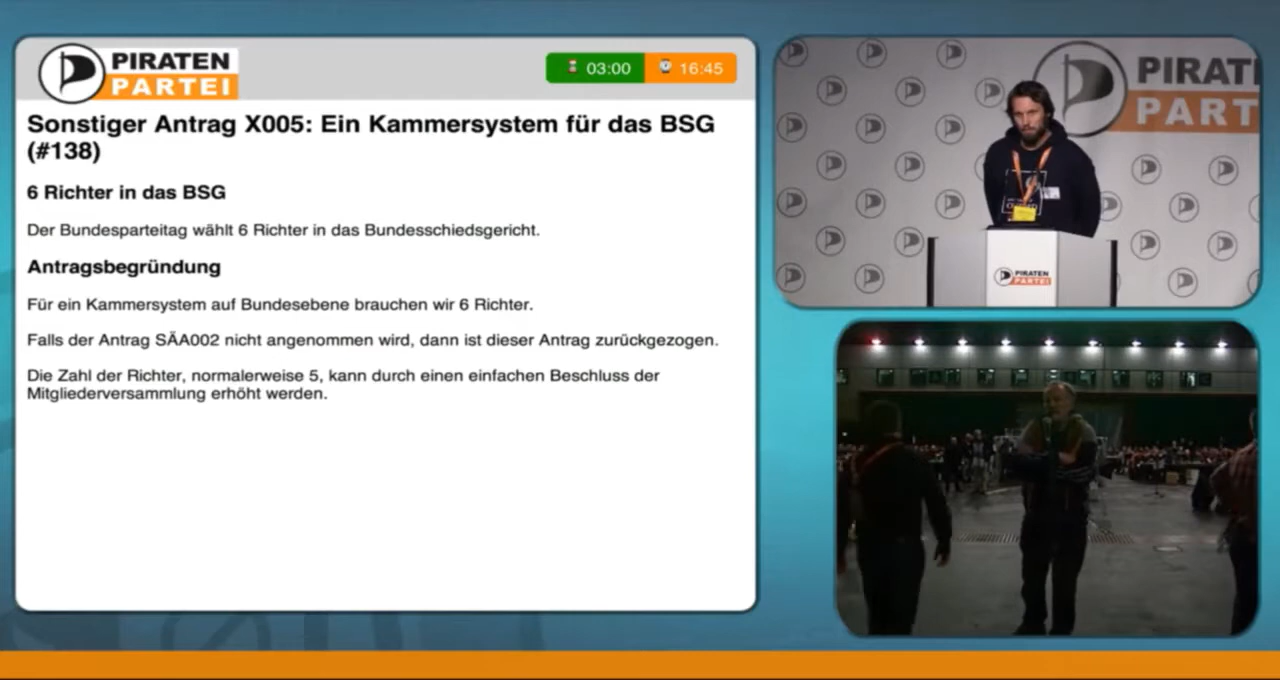 PIRATEN
PARTEI
03:00
16:45
Sonstiger Antrag X005: Ein Kammersystem für das BSG
(#138)
6 Richter in das BSG
Der Bundesparteitag wählt 6 Richter in das Bundesschiedsgericht.
Antragsbegründung
Für ein Kammersystem auf Bundesebene brauchen wir 6 Richter.
Falls der Antrag SÄA002 nicht angenommen wird, dann ist dieser Antrag zurückgezogen.
Die Zahl der Richter, normalerweise 5, kann durch einen einfachen Beschluss der
Mitgliederversammlung erhöht werden.
PIRAT
PART
PIRATEN
PARTEI